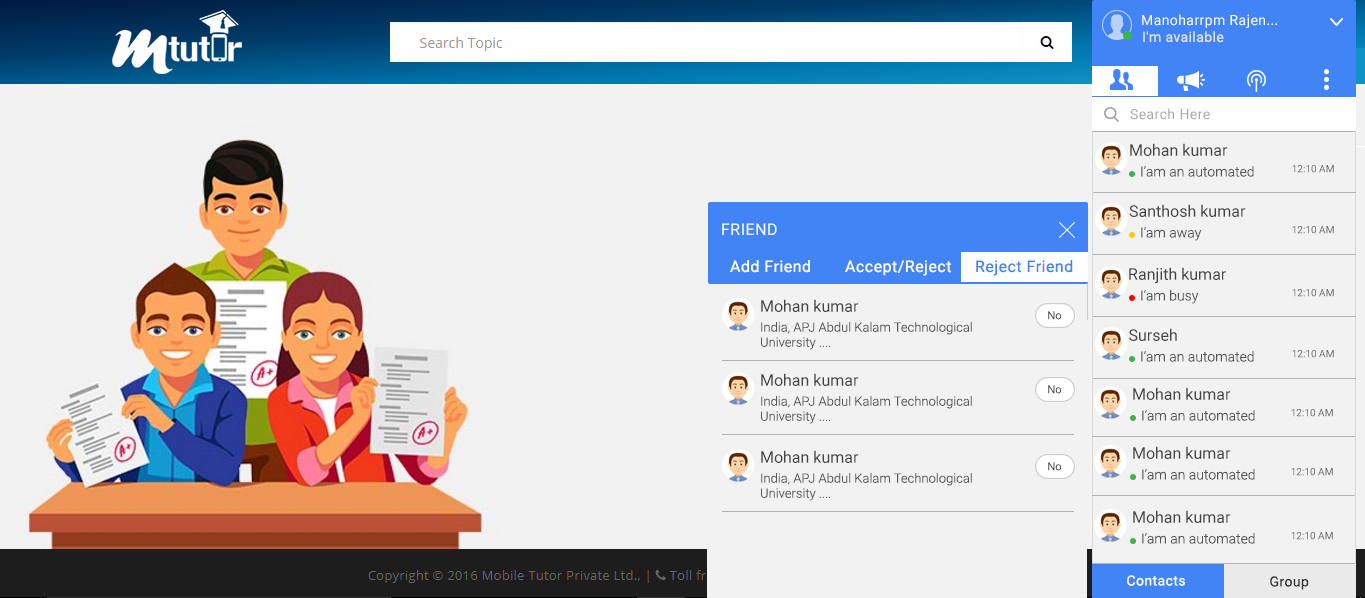 Mtutor
Search Topic
Manoharrpm Rajen...
I'm available
Search Here
Mohan kumar
I'am an automated
12:10 AM
Santhosh kumar
I'am away
12:10 AM
Ranjith kumar
I'am busy
12:10 AM
Surseh
I'am an automated
12:10 AM
Mohan kumar
I'am an automated
12:10 AM
Mohan kumar
I'am an automated
12:10 AM
Mohan kumar
I'am an automated
12:10 AM
Contacts
Group
FRIEND
Add Friend
Accept/Reject
Reject Friend
Mohan kumar
India, APJ Abdul Kalam Technological
University ....
No
Mohan kumar
India, APJ Abdul Kalam Technological
University ....
No
Mohan kumar
India, APJ Abdul Kalam Technological
University ....
No
A+
A+
A+
Copyright © 2016 Mobile Tutor Private Ltd., | Toll fr